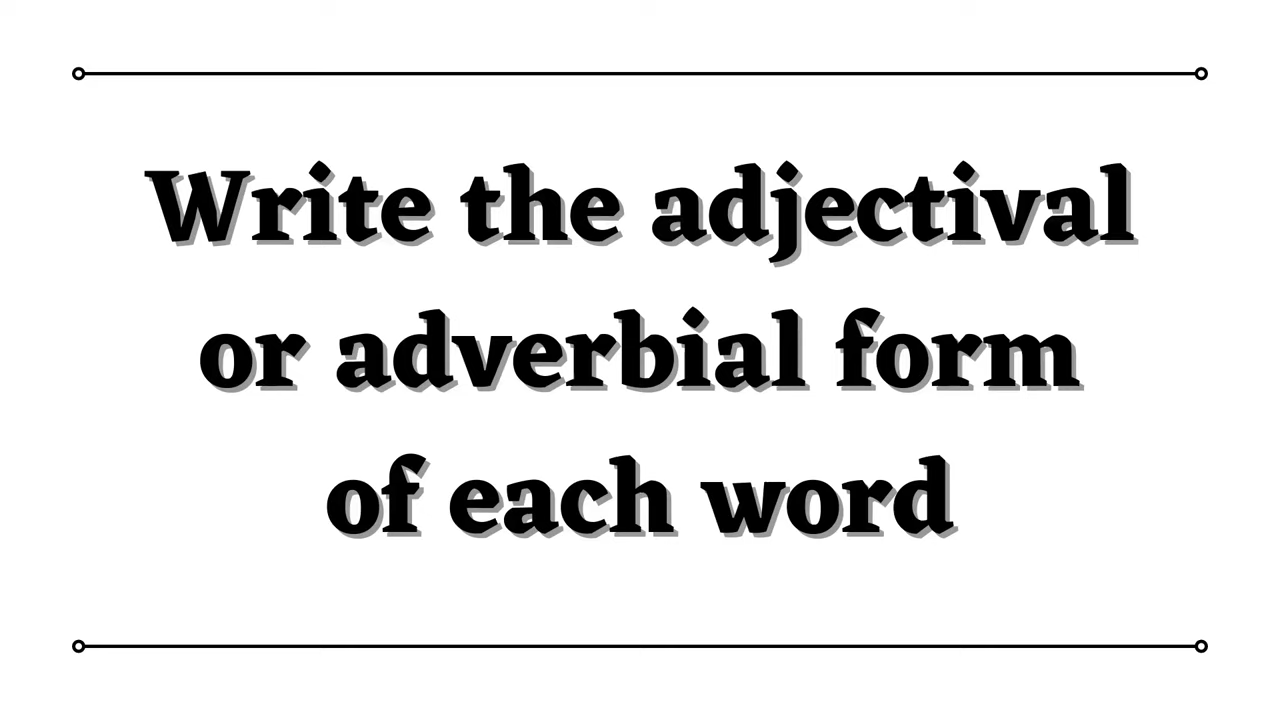 Write the adjectival
or adverbial form
of each word